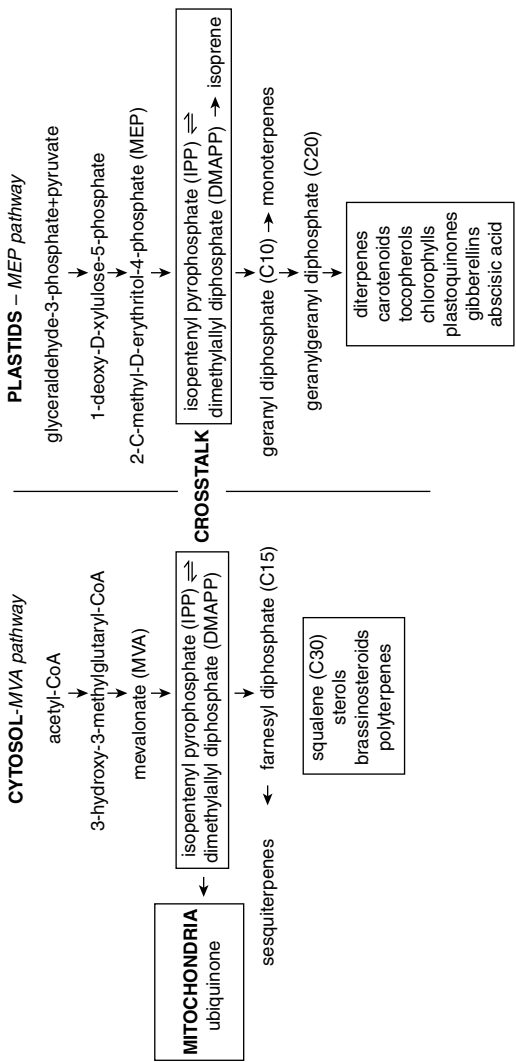 CYTOSOL-MVA pathway
acetyl-CoA
3-hydroxy-3-methylglutaryl-CoA
mevalonate (MVA)
isopentenyl pyrophosphate (IPP) ⇌
dimethylallyl diphosphate (DMAPP)
MITOCHONDRIA
ubiquinone
sesquiterpenes ← farnesyl diphosphate (C15)
squalene (C30)
sterols
brassinosteroids
polyterpenes
CROSSTALK
PLASTIDS – MEP pathway
glyceraldehyde-3-phosphate+pyruvate
1-deoxy-D-xylulose-5-phosphate
2-C-methyl-D-erythritol-4-phosphate (MEP)
isopentenyl pyrophosphate (IPP) ⇌
dimethylallyl diphosphate (DMAPP) → isoprene
geranyl diphosphate (C10) → monoterpenes
geranylgeranyl diphosphate (C20)
diterpenes
carotenoids
tocopherols
chlorophylls
plastoquinones
gibberellins
abscisic acid